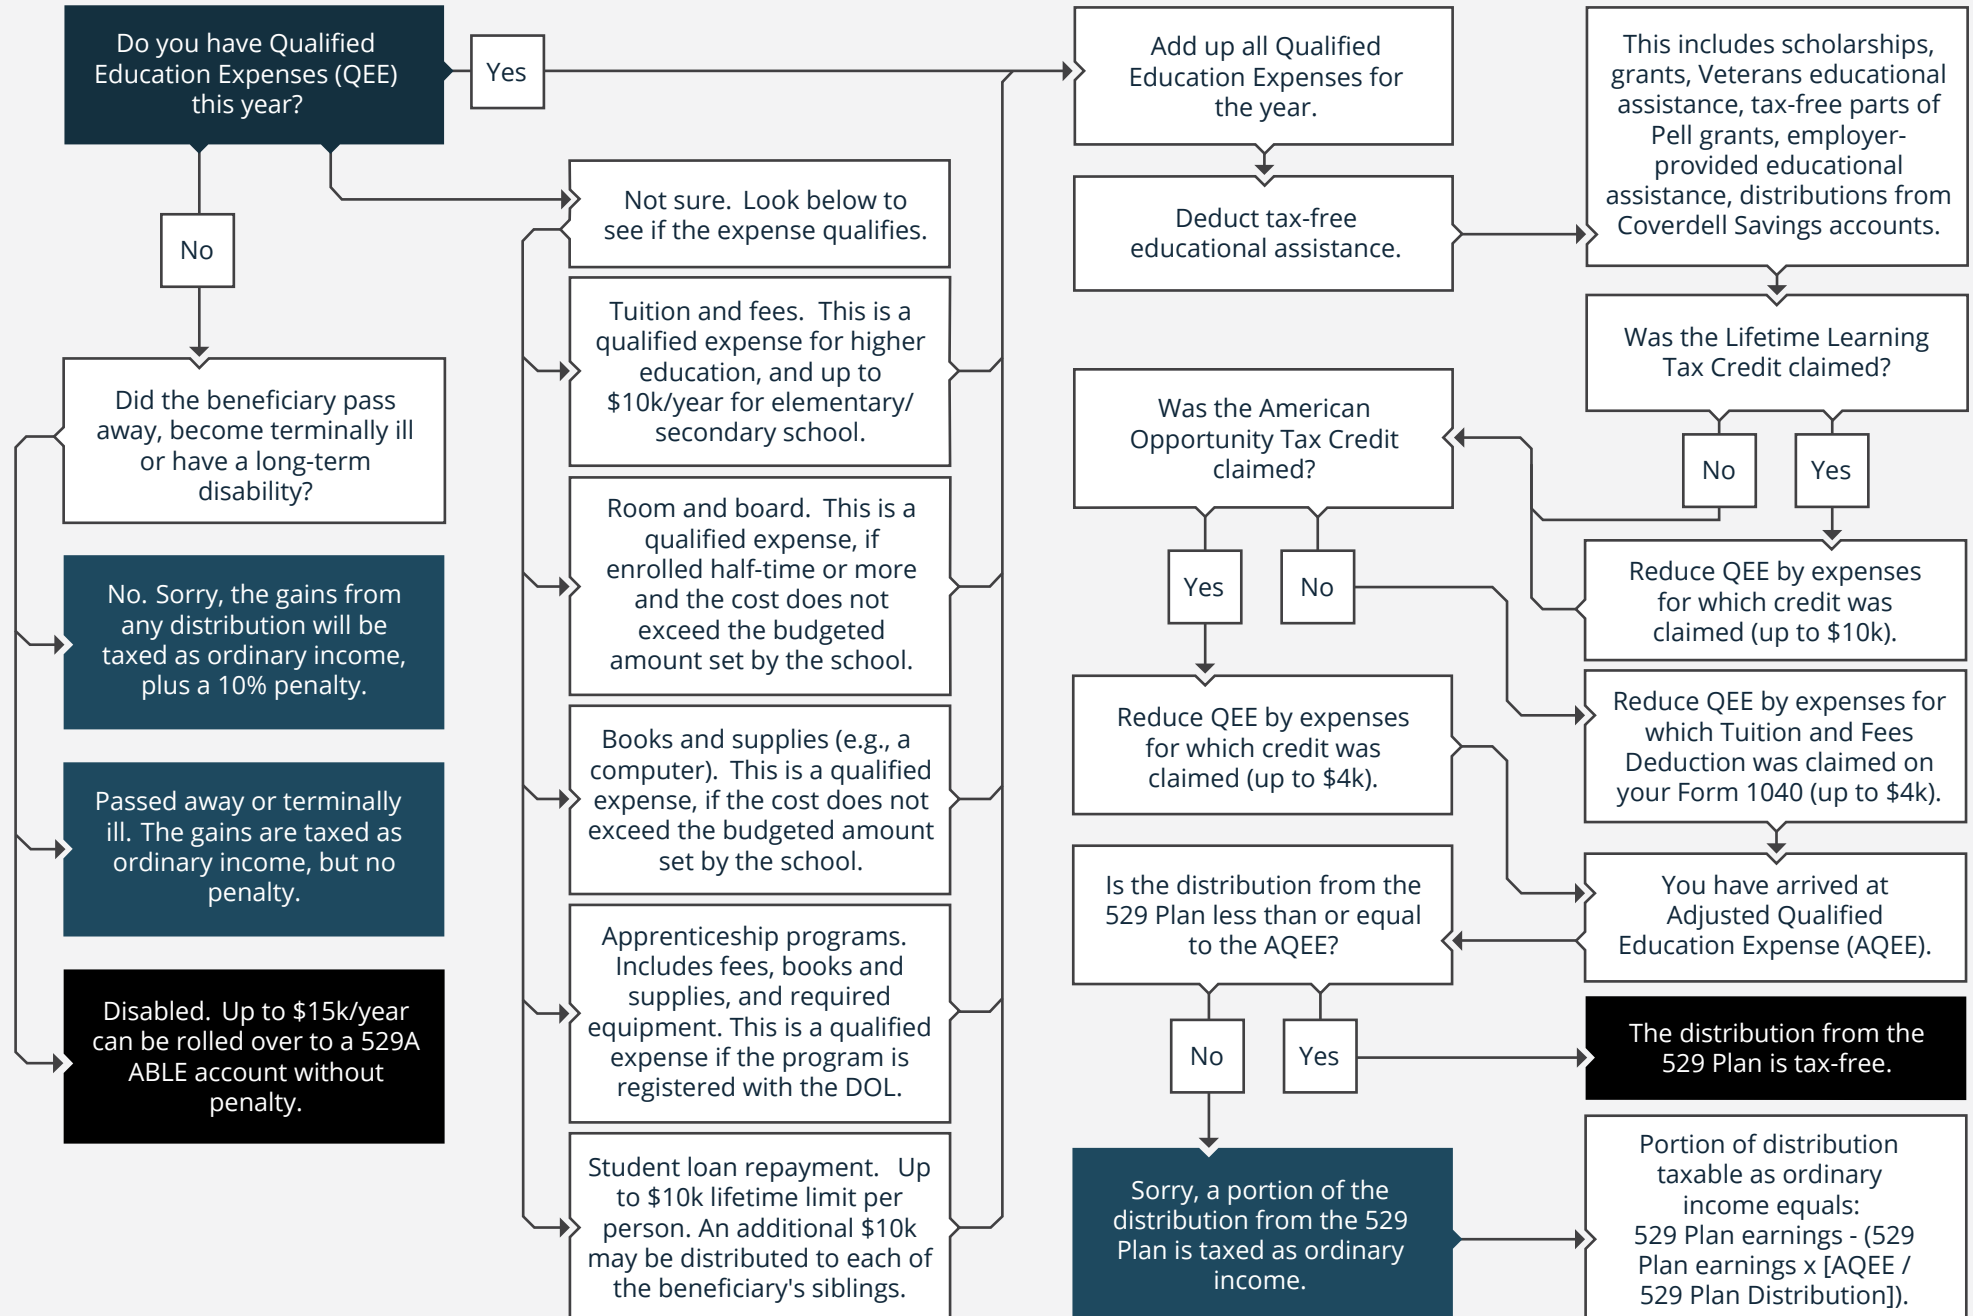 Do you have Qualified
Education Expenses (QEE)
this year?
Yes
No
Did the beneficiary pass
away, become terminally ill
or have a long-term
disability?
No. Sorry, the gains from
any distribution will be
taxed as ordinary income,
plus a 10% penalty.
Passed away or terminally
ill. The gains are taxed as
ordinary income, but no
penalty.
Disabled. Up to $15k/year
can be rolled over to a 529A
ABLE account without
penalty.
Not sure. Look below to
see if the expense qualifies.
Tuition and fees. This is a
qualified expense for higher
education, and up to
$10k/year for elementary/
secondary school.
Room and board. This is a
qualified expense, if
enrolled half-time or more
and the cost does not
exceed the budgeted
amount set by the school.
Books and supplies (e.g., a
computer). This is a qualified
expense, if the cost does not
exceed the budgeted amount
set by the school.
Apprenticeship programs.
Includes fees, books and
supplies, and required
equipment. This is a qualified
expense if the program is
registered with the DOL.
Student loan repayment. Up
to $10k lifetime limit per
person. An additional $10k
may be distributed to each of
the beneficiary's siblings.
Add up all Qualified
Education Expenses for
the year.
Deduct tax-free
educational assistance.
This includes scholarships,
grants, Veterans educational
assistance, tax-free parts of
Pell grants, employer-
provided educational
assistance, distributions from
Coverdell Savings accounts.
Was the Lifetime Learning
Tax Credit claimed?
No
Yes
Reduce QEE by expenses
for which credit was
claimed (up to $10k).
Was the American
Opportunity Tax Credit
claimed?
Yes
No
Reduce QEE by expenses
for which credit was
claimed (up to $4k).
Reduce QEE by expenses for
which Tuition and Fees
Deduction was claimed on
your Form 1040 (up to $4k).
You have arrived at
Adjusted Qualified
Education Expense (AQEE).
Is the distribution from the
529 Plan less than or equal
to the AQEE?
No
Yes
The distribution from the
529 Plan is tax-free.
Sorry, a portion of the
distribution from the 529
Plan is taxed as ordinary
income.
Portion of distribution
taxable as ordinary
income equals:
529 Plan earnings - (529
Plan earnings x [AQEE /
529 Plan Distribution]).